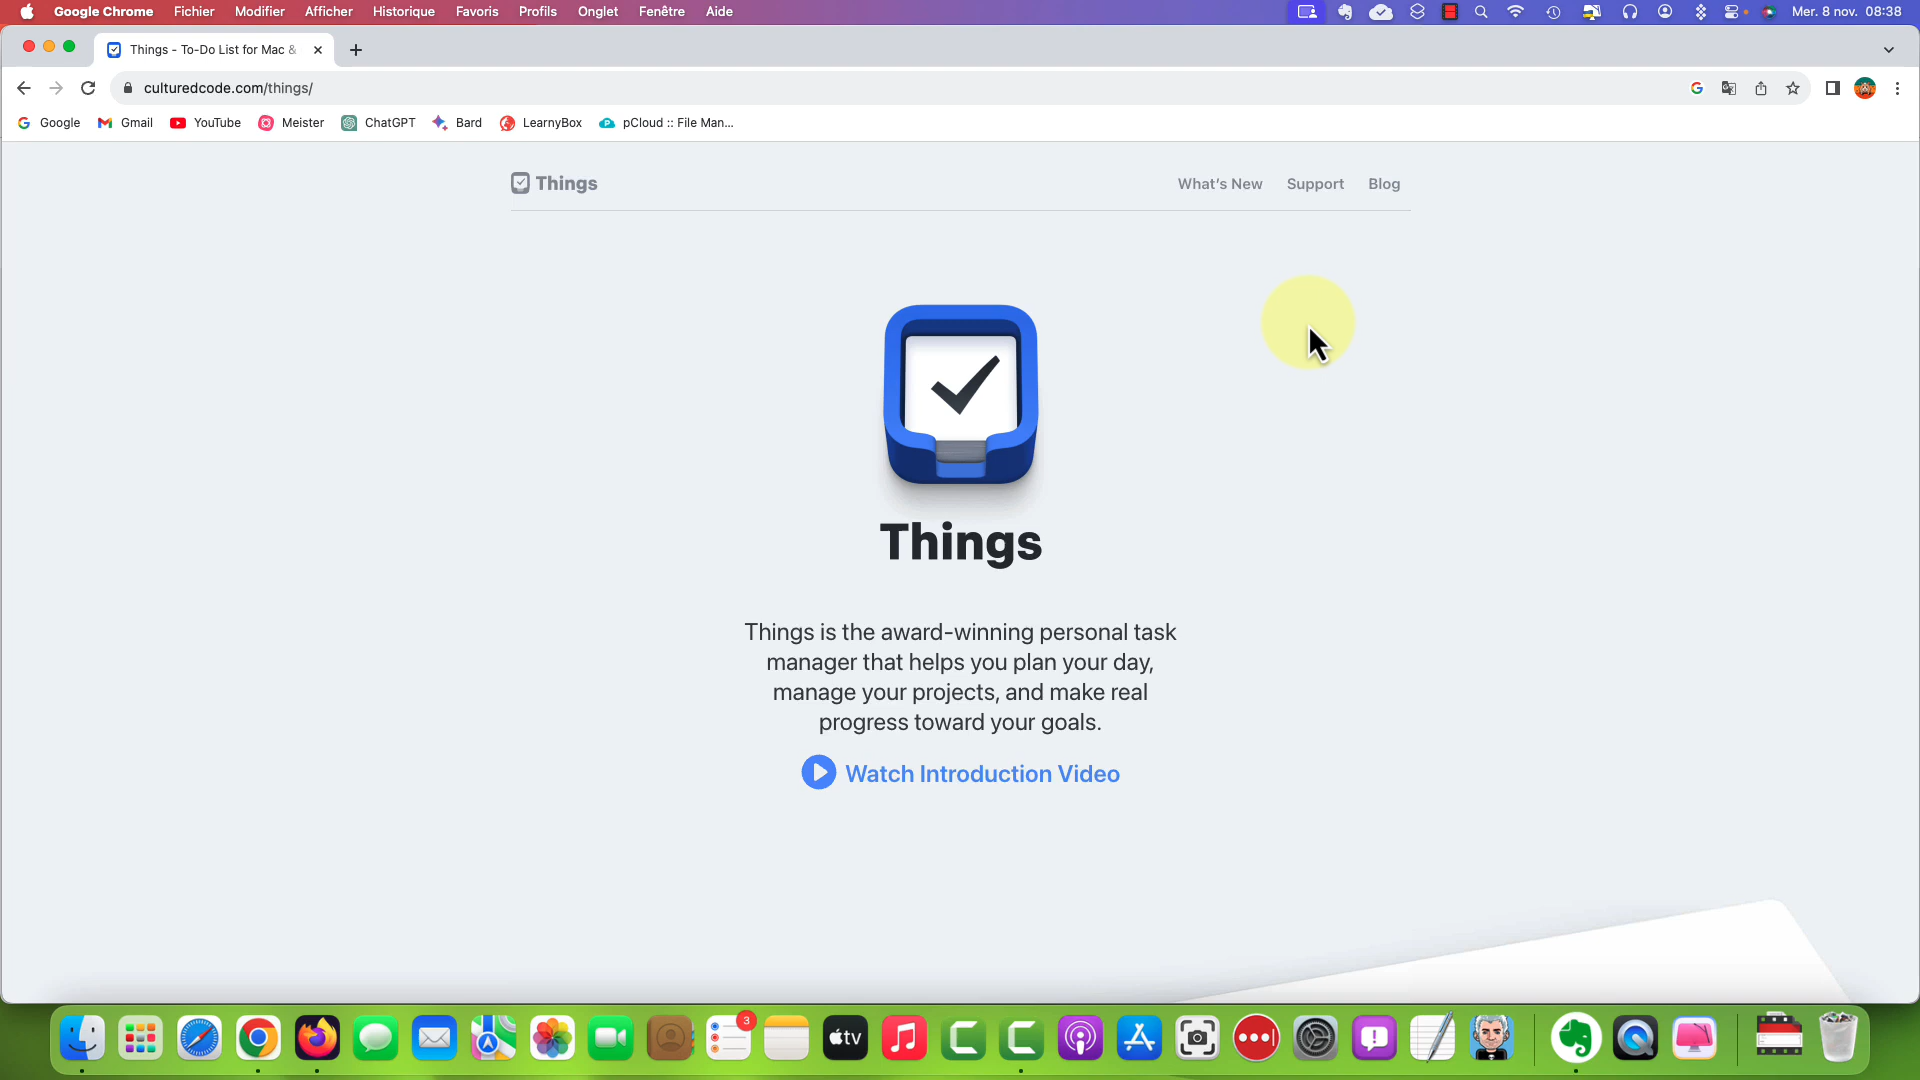 Google Chrome Fichier Modifier Afficher Historique Favoris Profils Onglet Fenêtre Aide Mer. 8 nov. 08:38
Things - To-Do List for Mac &
culturedcode.com/things/
Google Gmail YouTube Meister ChatGPT Bard LearnyBox pCloud :: File Man...
Things What's New Support Blog
Things
Things is the award-winning personal task
manager that helps you plan your day,
manage your projects, and make real
progress toward your goals.
Watch Introduction Video
3
tv